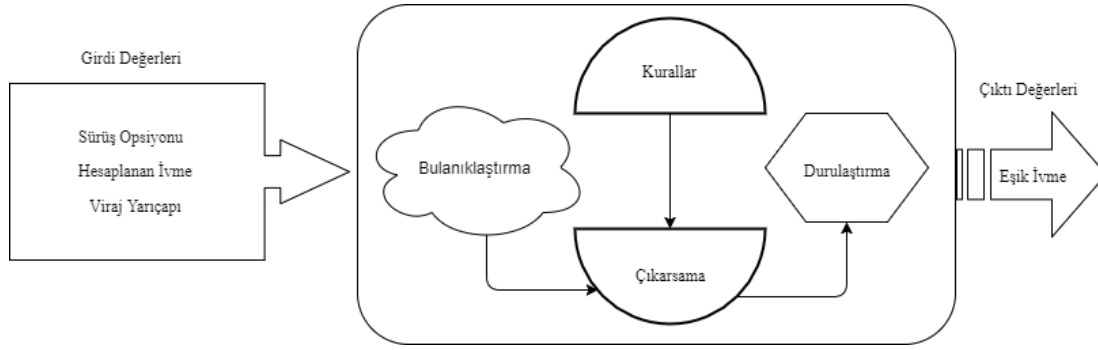 Girdi Değerleri
Sürüş Opsiyonu
Hesaplanan İvme
Viraj Yarıçapı
Bulanıklaştırma
Kurallar
Çıkarsama
Durulaştırma
Çıktı Değerleri
Eşik İvme